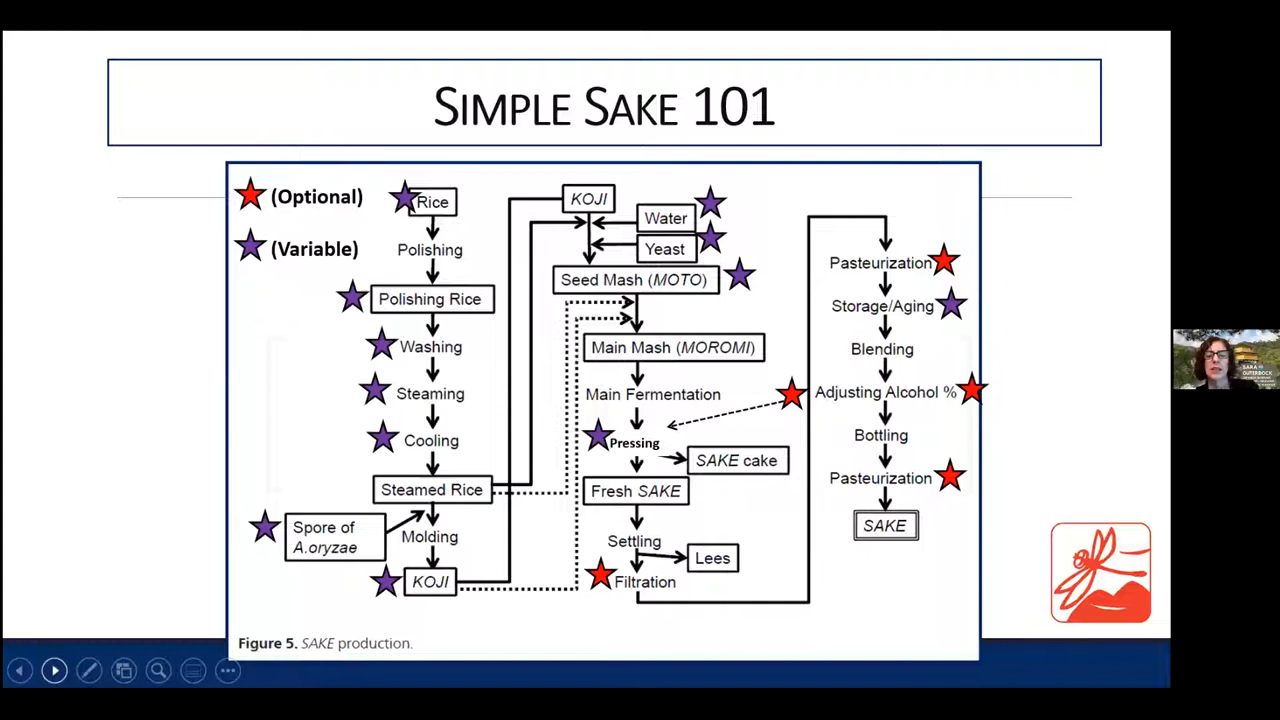 SIMPLE SAKE 101
(Optional)
(Variable)
Rice
Polishing
Polishing Rice
Washing
Steaming
Cooling
Steamed Rice
Spore of
A.oryzae
Molding
KOJI
KOJI
Water
Yeast
Seed Mash (MOTO)
Main Mash (MOROMI)
Main Fermentation
Pressing
SAKE cake
Fresh SAKE
Settling
Lees
Filtration
Pasteurization
Storage/Aging
Blending
Adjusting Alcohol %
Bottling
Pasteurization
SAKE
Figure 5. SAKE production.
SARA
GUTERBOCK